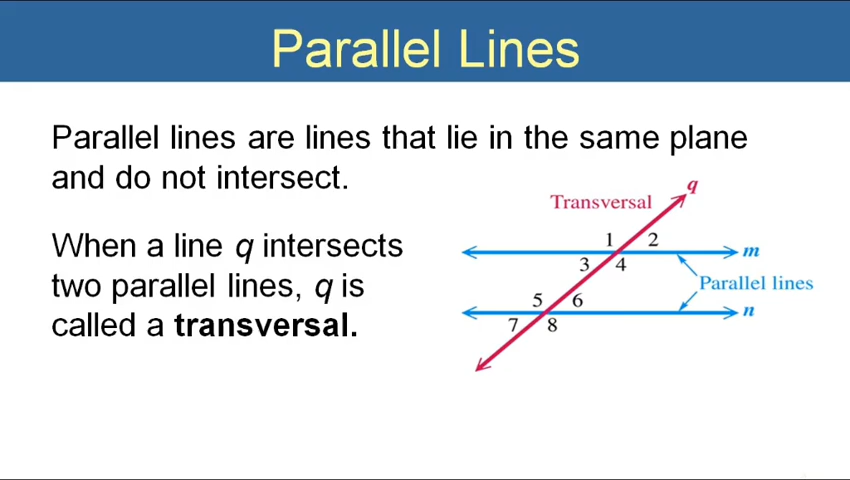 Parallel Lines
Parallel lines are lines that lie in the same plane
and do not intersect.
When a line q intersects
two parallel lines, q is
called a transversal.
q
Transversal
1 2
m
3 4
Parallel lines
5 6
n
7 8